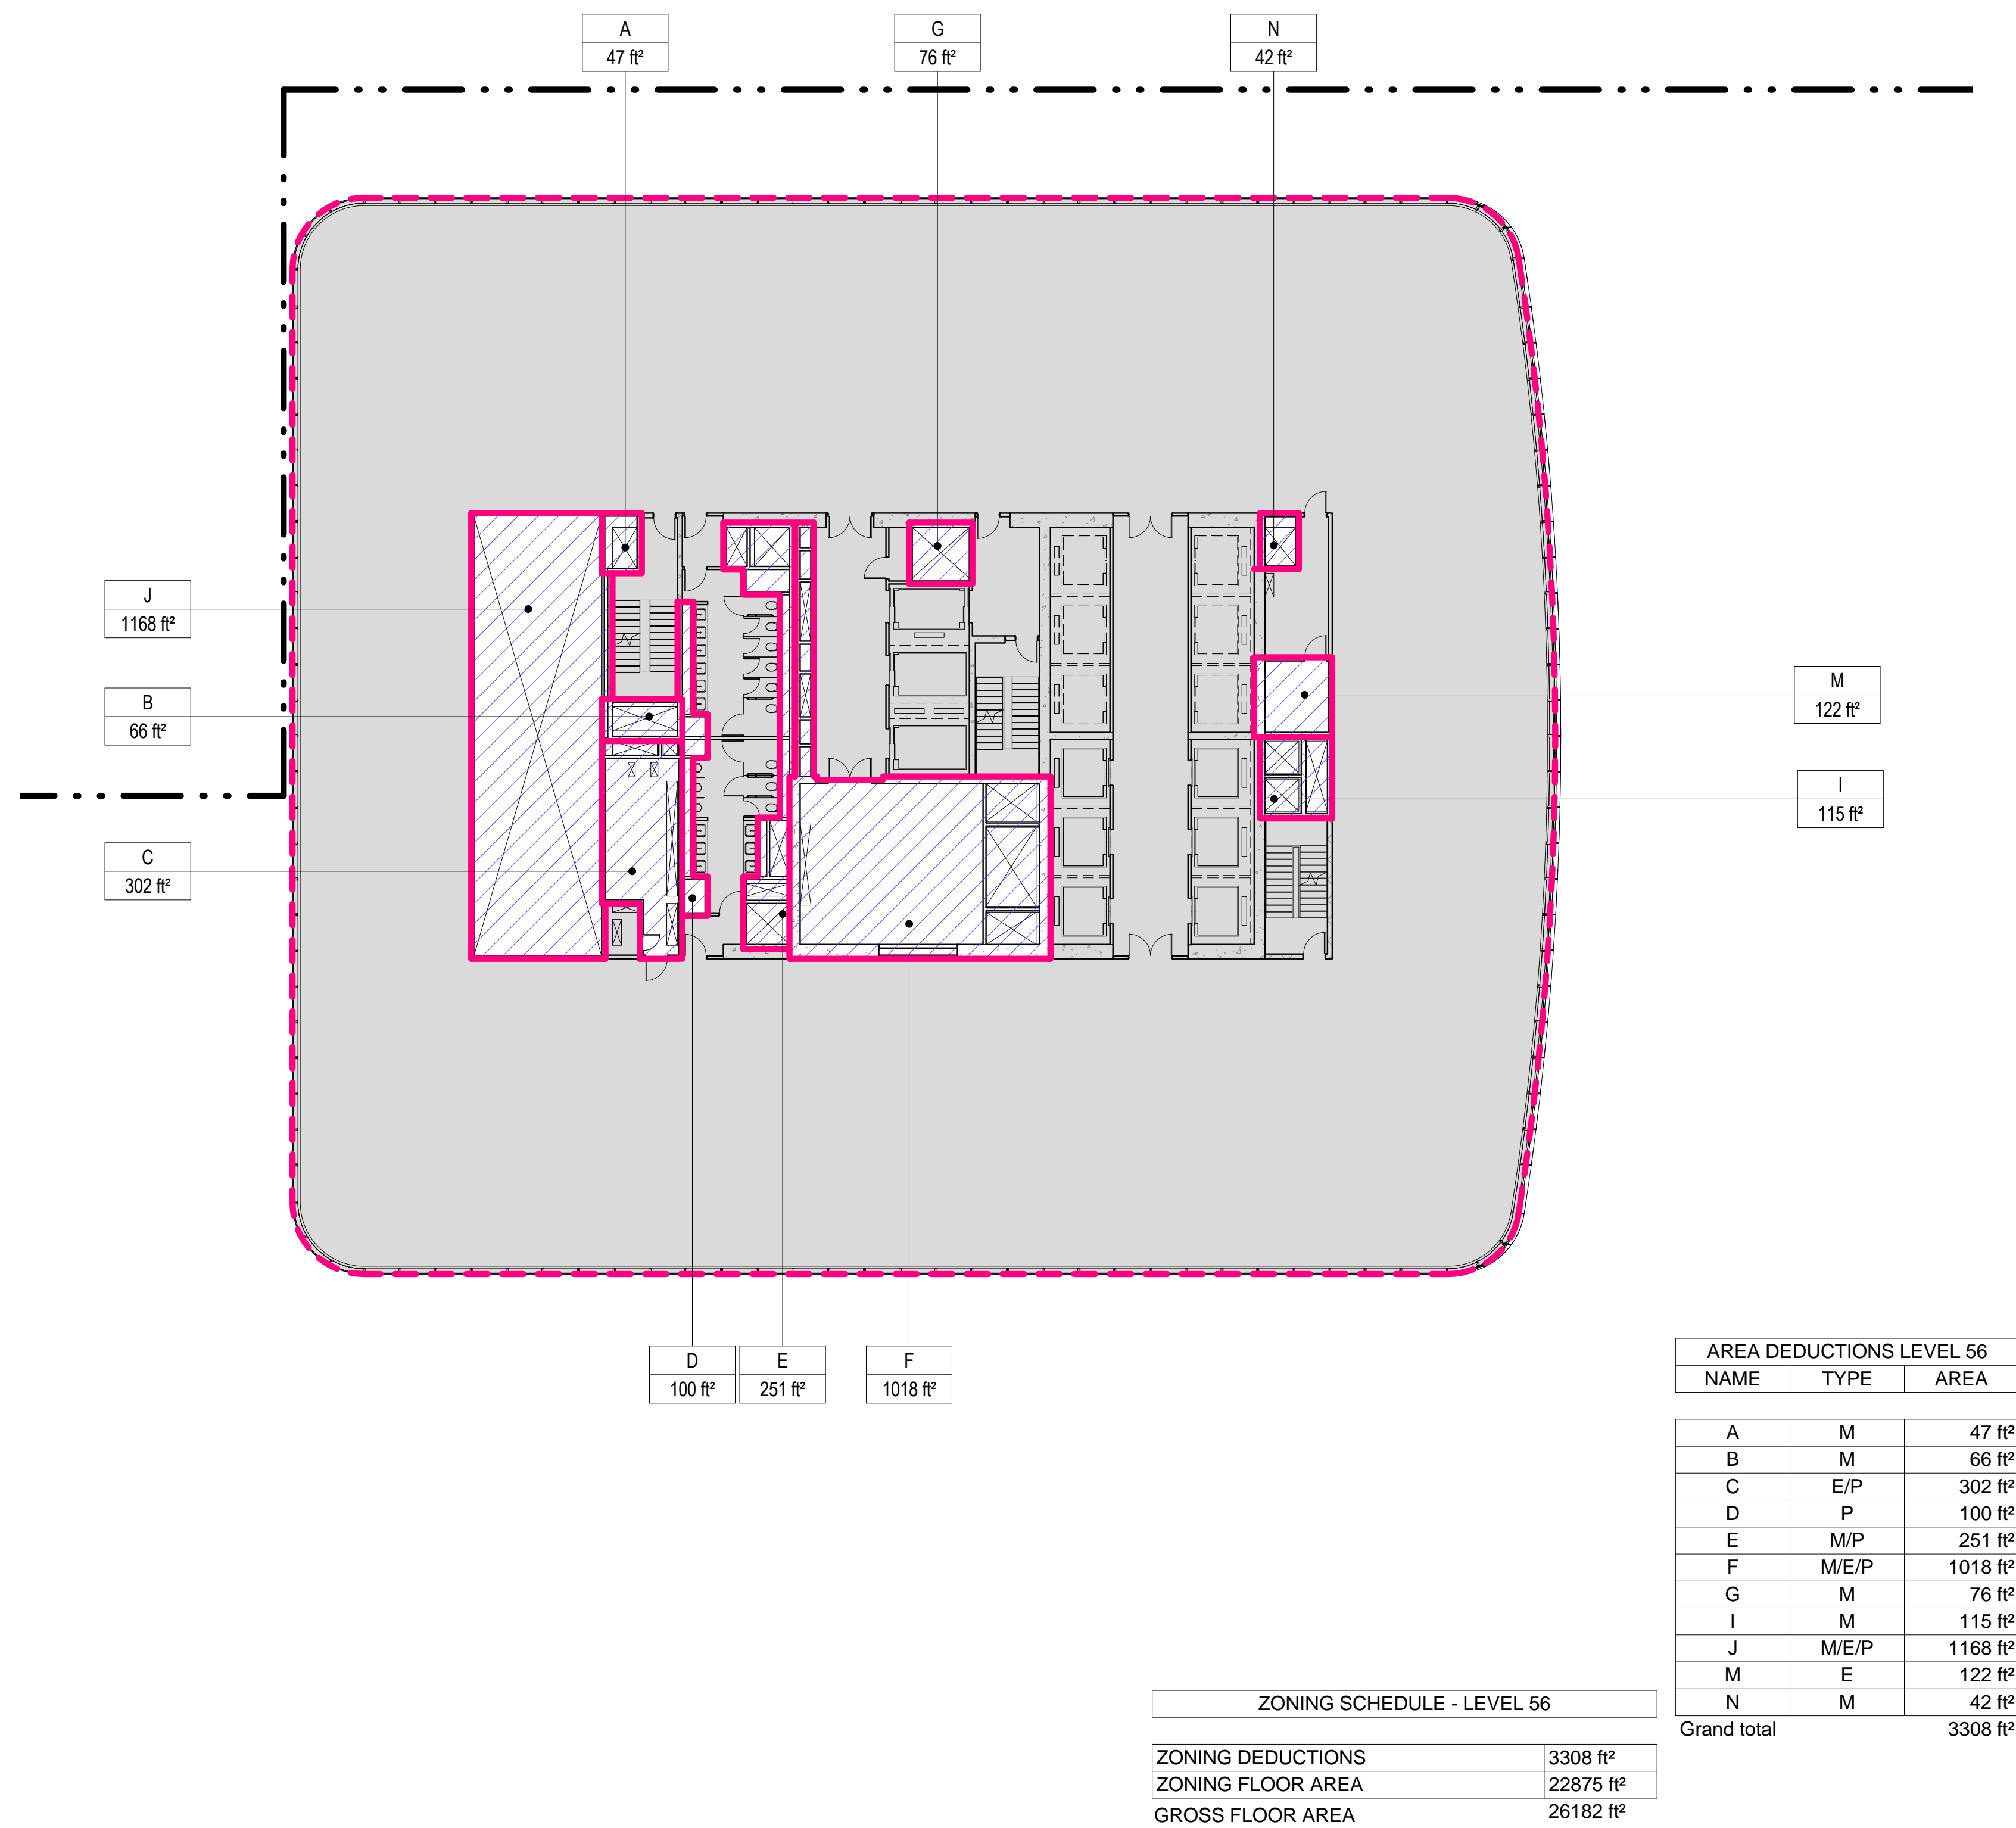 A
47 ft²
G
76 ft²
N
42 ft²
J
1168 ft²
B
66 ft²
M
122 ft²
I
115 ft²
C
302 ft²
D
100 ft²
E
251 ft²
F
1018 ft²
AREA DEDUCTIONS LEVEL 56
NAME TYPE AREA
A M 47 ft²
B M 66 ft²
C E/P 302 ft²
D P 100 ft²
E M/P 251 ft²
F M/E/P 1018 ft²
G M 76 ft²
I M 115 ft²
J M/E/P 1168 ft²
M E 122 ft²
N M 42 ft²
Grand total 3308 ft²
ZONING SCHEDULE - LEVEL 56
ZONING DEDUCTIONS 3308 ft²
ZONING FLOOR AREA 22875 ft²
GROSS FLOOR AREA 26182 ft²